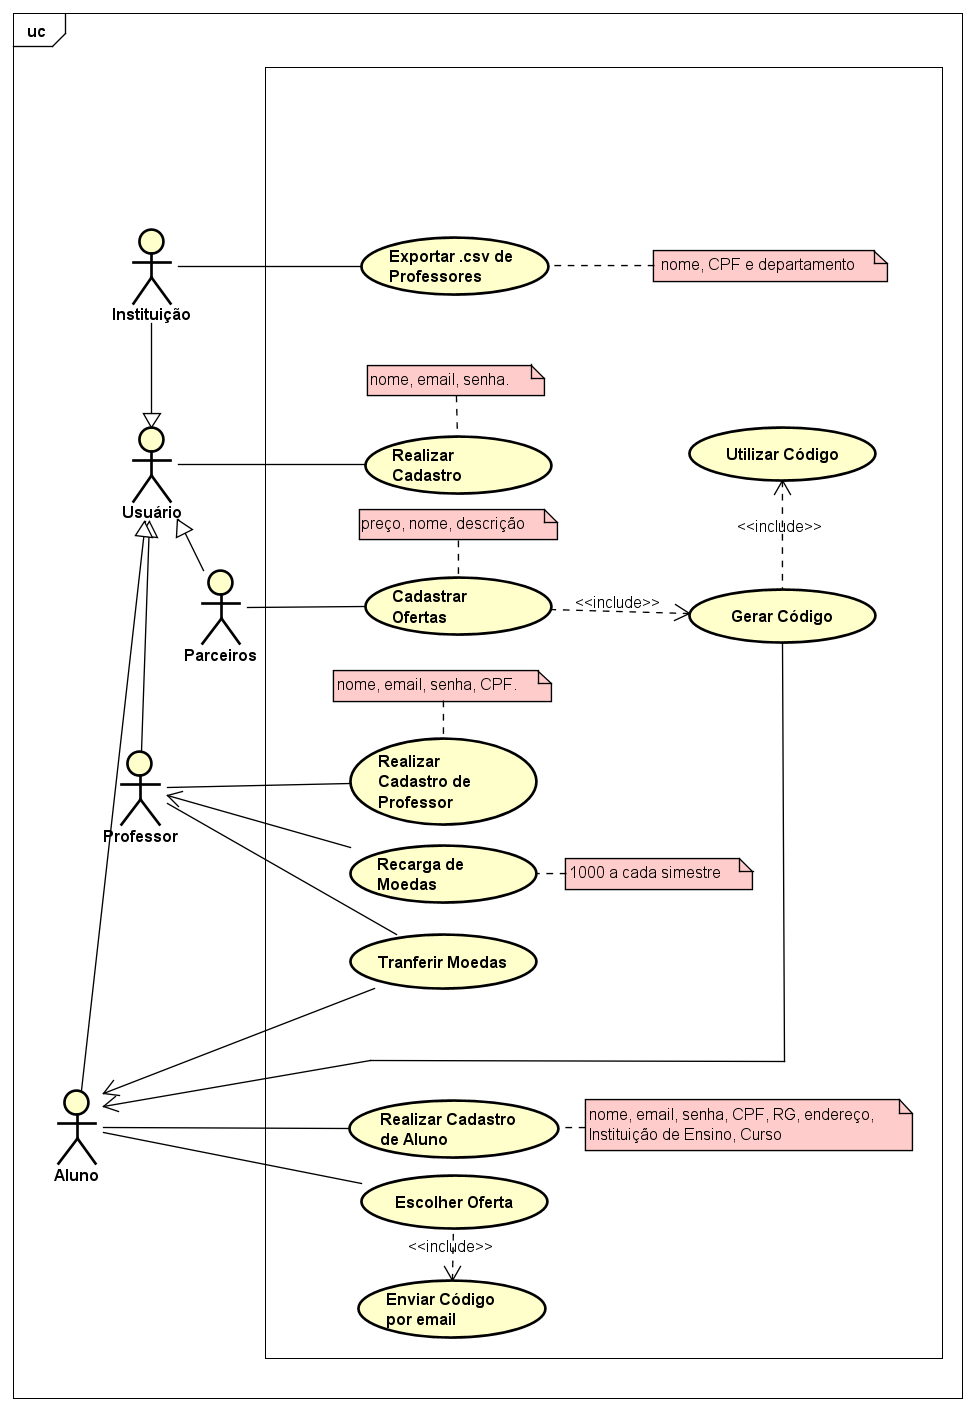 uc
Exportar .csv de
Professores
nome, CPF e departamento
Instituição
nome, email, senha.
Realizar
Cadastro
Utilizar Código
Usuário
preço, nome, descrição
<<include>>
Cadastrar
Ofertas
<<include>>
Gerar Código
Parceiros
nome, email, senha, CPF.
Realizar
Cadastro de
Professor
Professor
Recarga de
Moedas
1000 a cada simestre
Tranferir Moedas
Realizar Cadastro
de Aluno
nome, email, senha, CPF, RG, endereço,
Instituição de Ensino, Curso
Aluno
Escolher Oferta
<<include>>
Enviar Código
por email